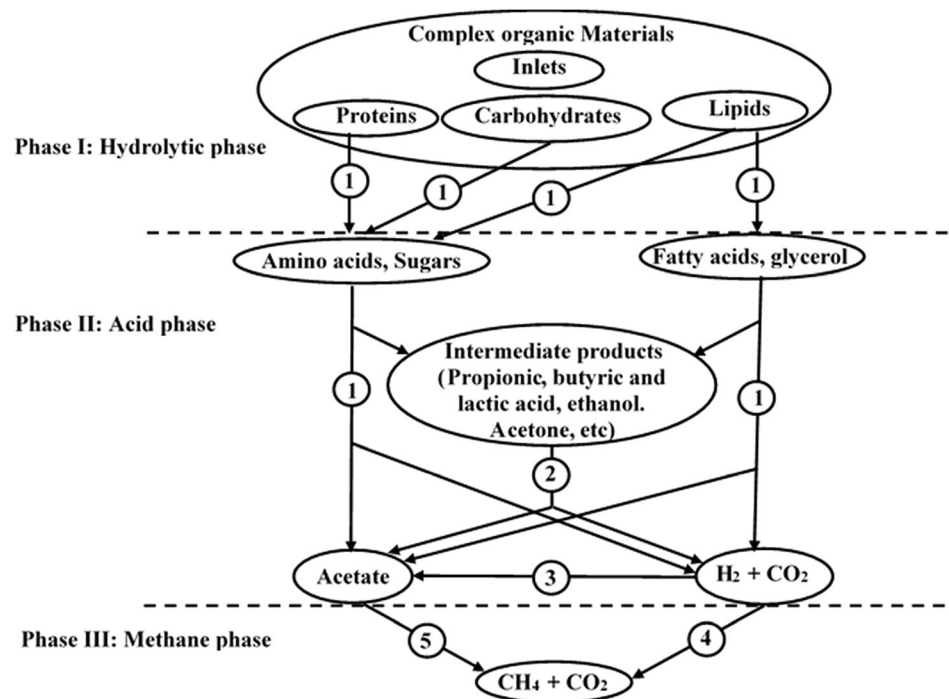 Complex organic Materials
Inlets
Proteins
Carbohydrates
Lipids
Phase I: Hydrolytic phase
1
1
1
1
Amino acids, Sugars
Fatty acids, glycerol
Phase II: Acid phase
Intermediate products
(Propionic, butyric and
lactic acid, ethanol.
Acetone, etc)
1
1
2
Acetate
3
H₂ + CO₂
Phase III: Methane phase
5
4
CH₄ + CO₂